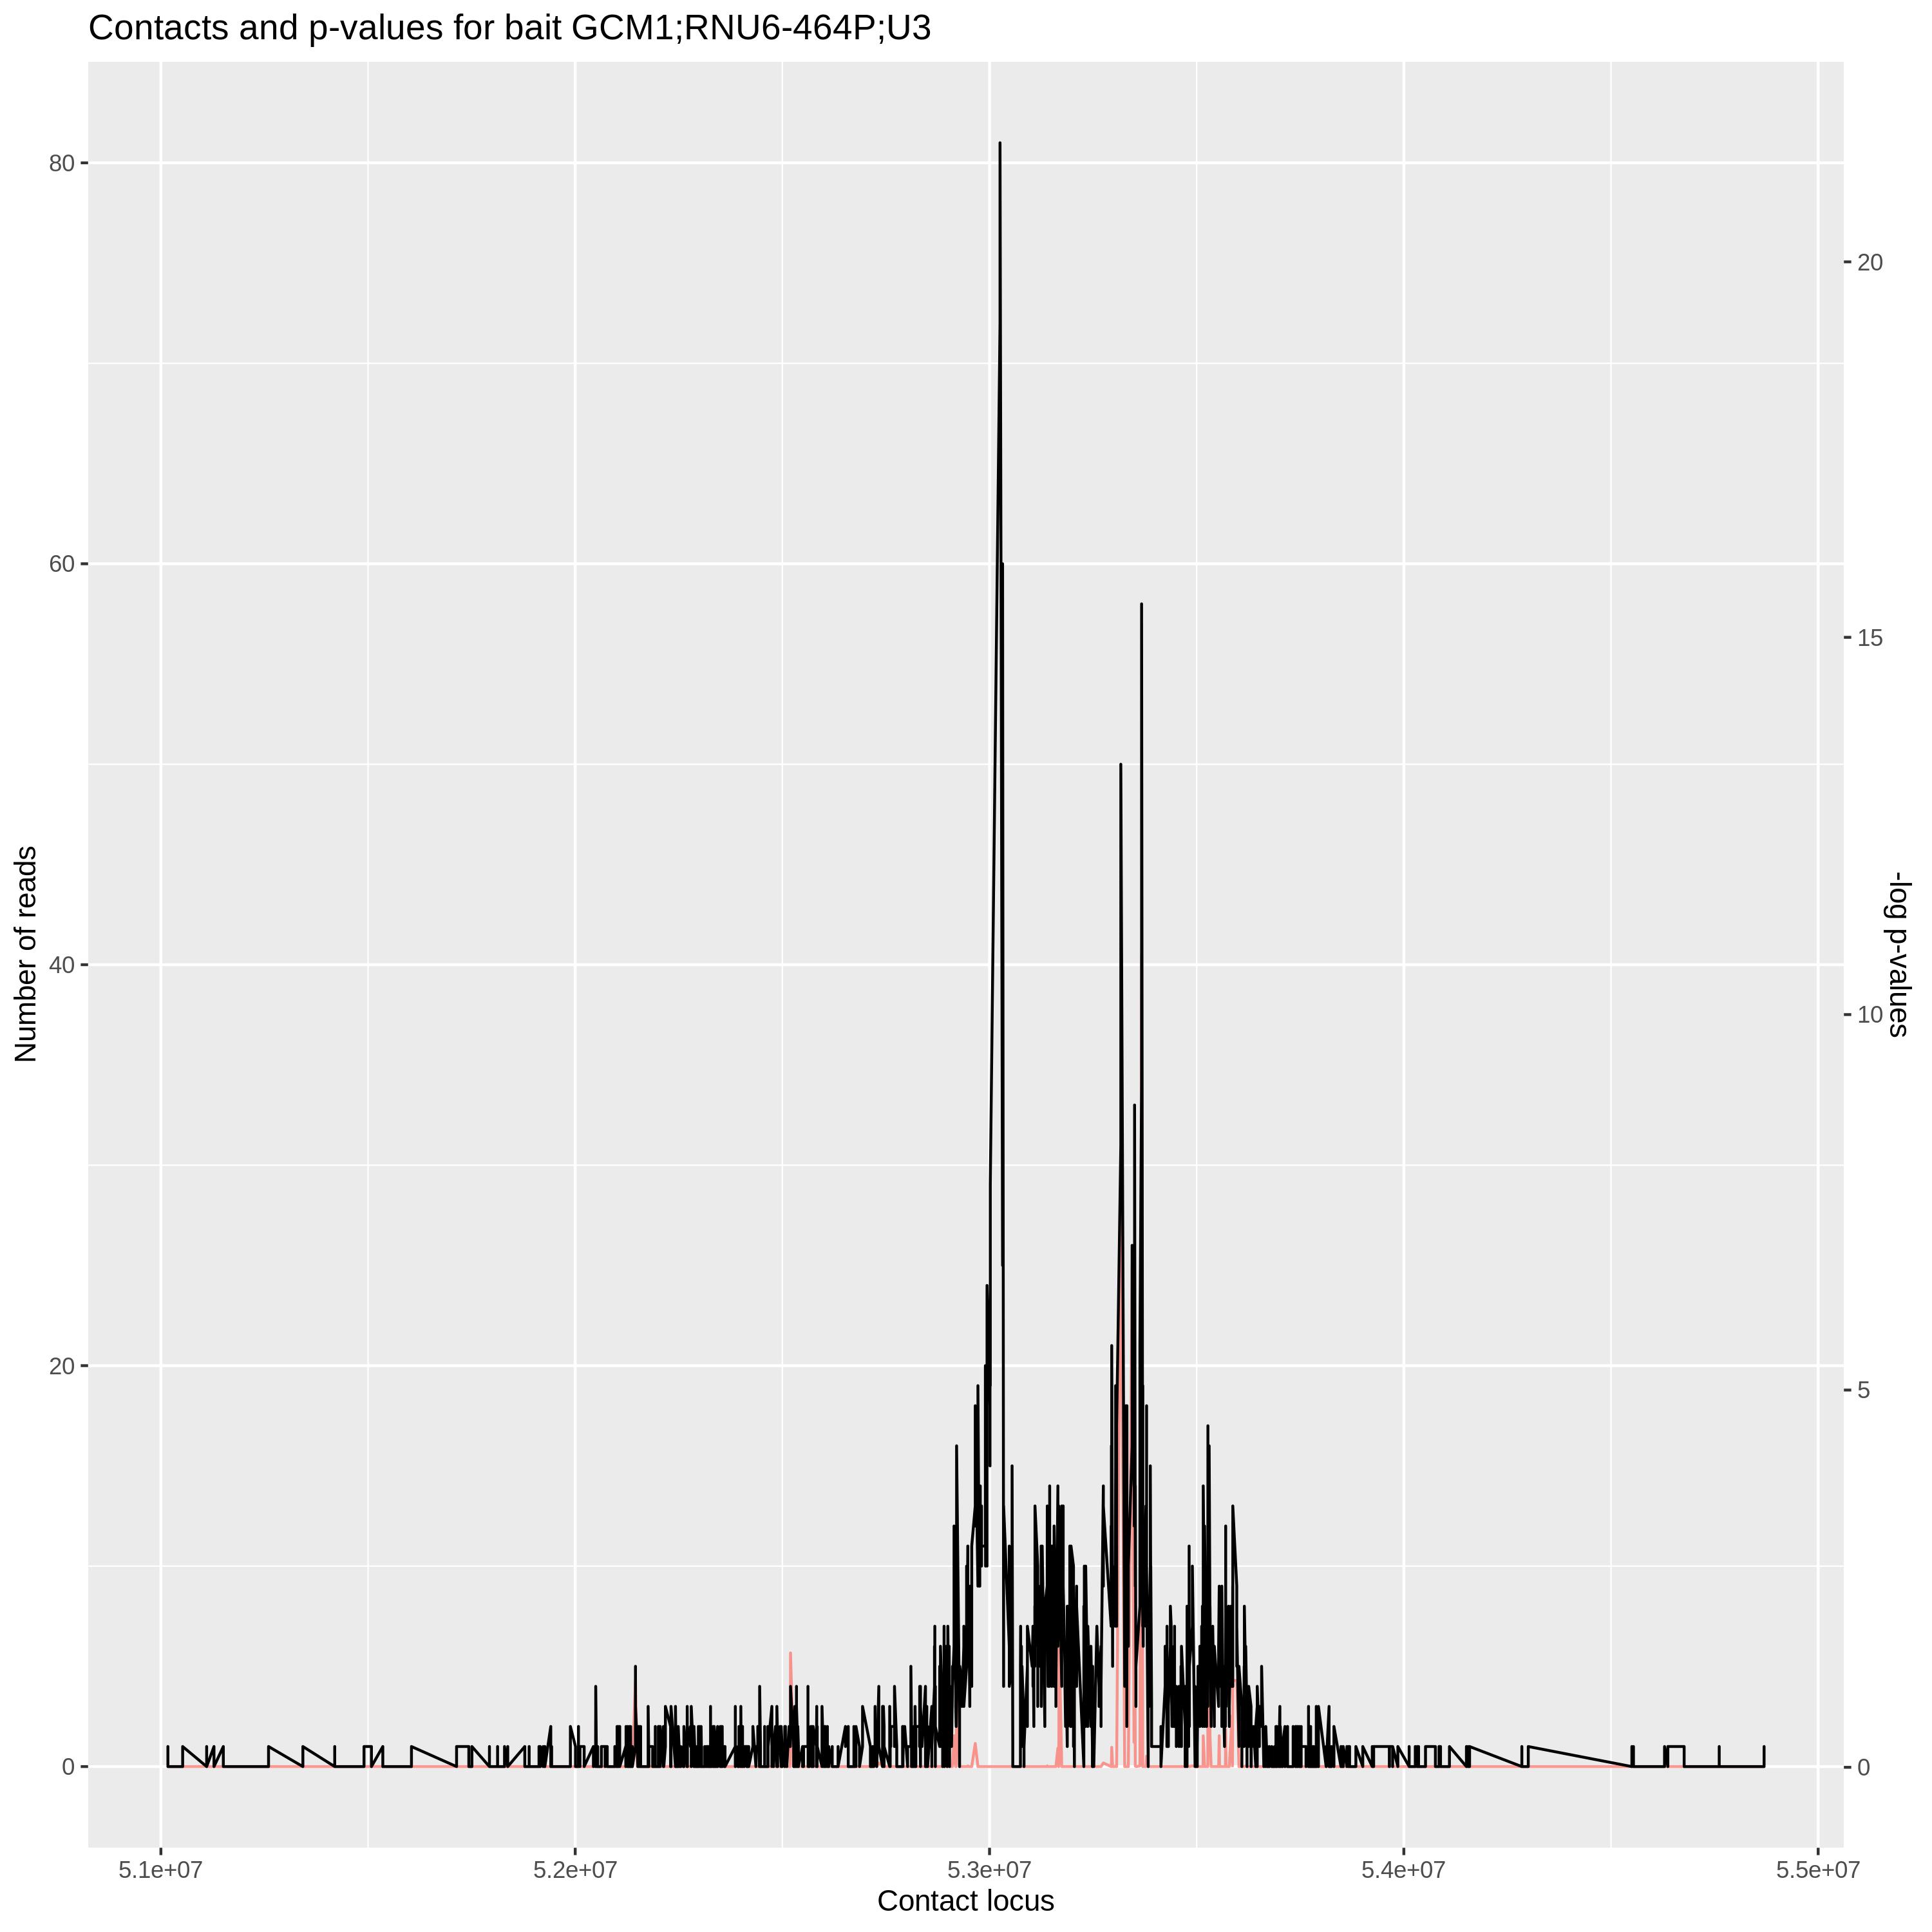 Contacts and p-values for bait GCM1;RNU6-464P;U3
80
60
40
20
0
Number of reads
20
15
10
5
0
-log p-values
5.1e+07
5.2e+07
5.3e+07
5.4e+07
5.5e+07
Contact locus